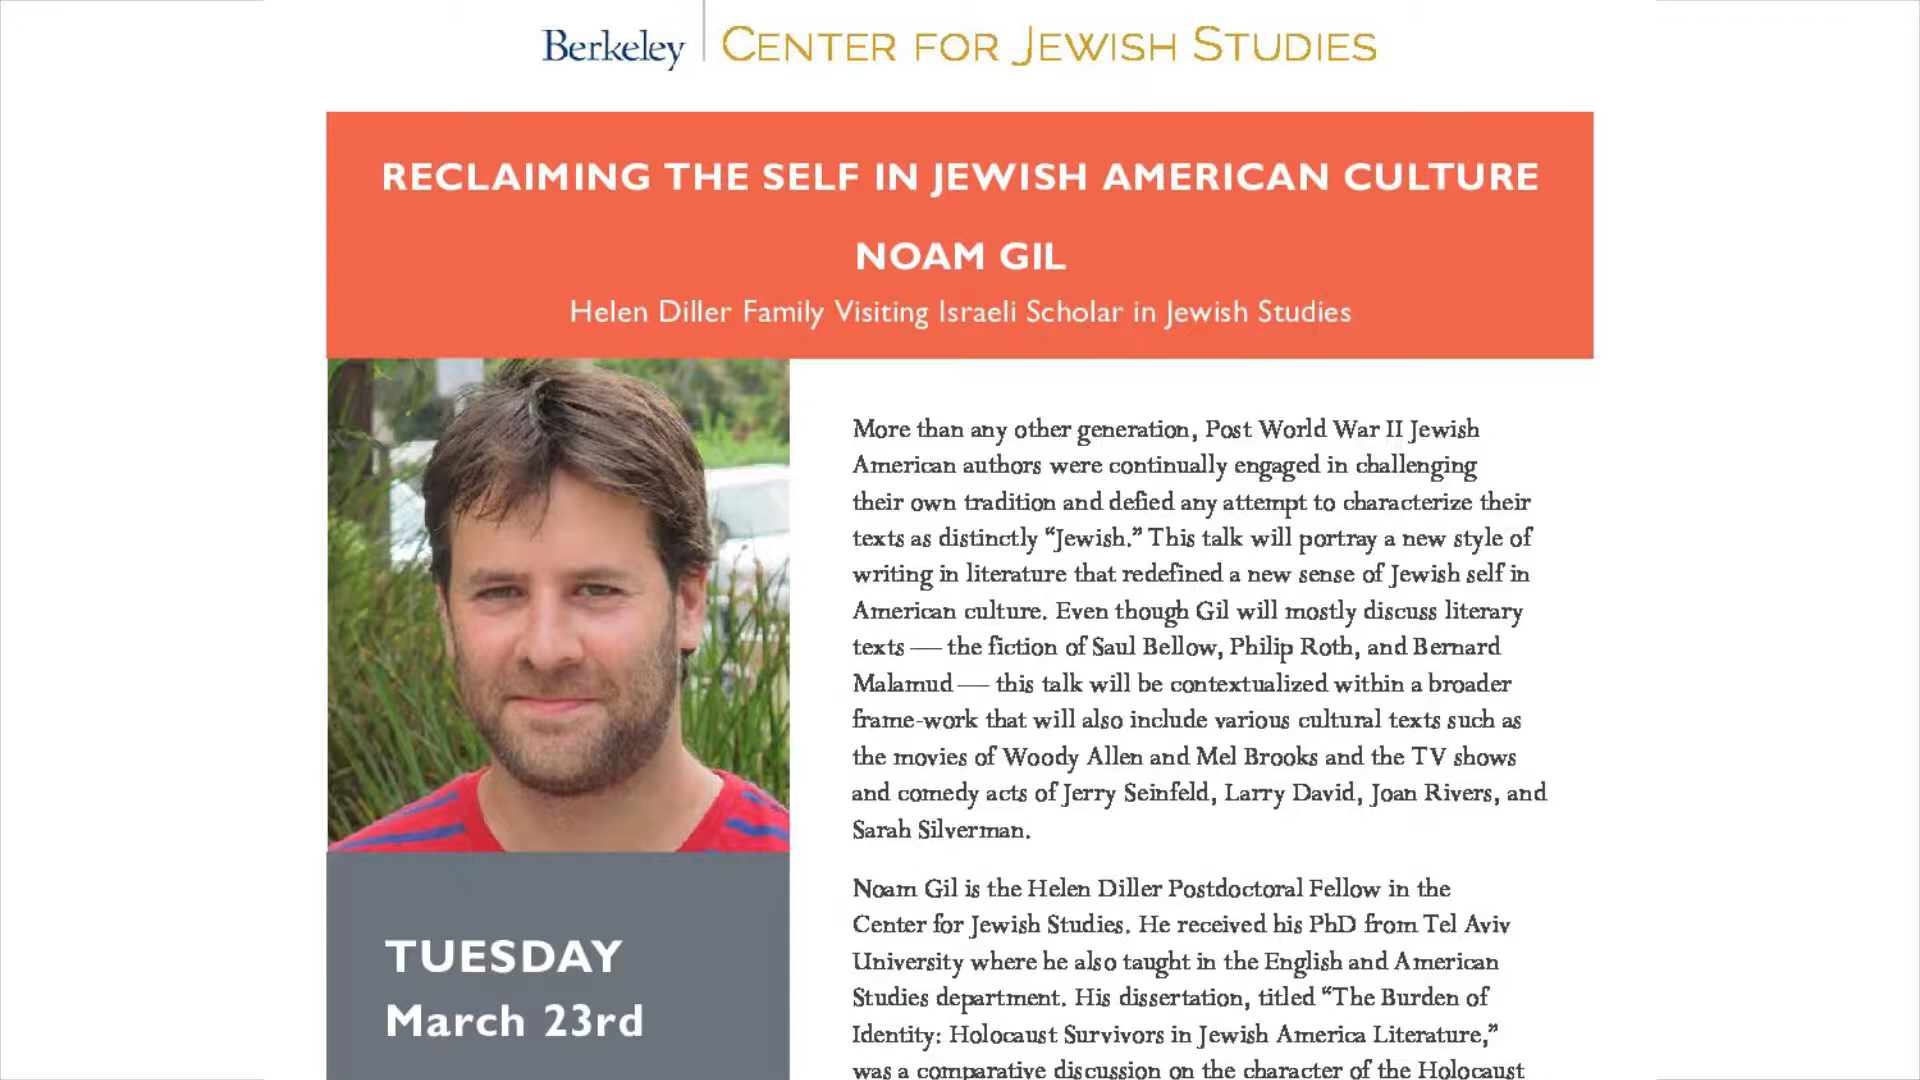 Berkeley CENTER FOR JEWISH STUDIES
RECLAIMING THE SELF IN JEWISH AMERICAN CULTURE
NOAM GIL
Helen Diller Family Visiting Israeli Scholar in Jewish Studies
More than any other generation, Post World War II Jewish
American authors were continually engaged in challenging
their own tradition and defied any attempt to characterize their
texts as distinctly “Jewish.” This talk will portray a new style of
writing in literature that redefined a new sense of Jewish self in
American culture. Even though Gil will mostly discuss literary
texts — the fiction of Saul Bellow, Philip Roth, and Bernard
Malamud — this talk will be contextualized within a broader
frame-work that will also include various cultural texts such as
the movies of Woody Allen and Mel Brooks and the TV shows
and comedy acts of Jerry Seinfeld, Larry David, Joan Rivers, and
Sarah Silverman.
Noam Gil is the Helen Diller Postdoctoral Fellow in the
Center for Jewish Studies. He received his PhD from Tel Aviv
University where he also taught in the English and American
Studies department. His dissertation, titled “The Burden of
Identity: Holocaust Survivors in Jewish America Literature,”
was a comparative discussion on the character of the Holocaust
TUESDAY
March 23rd